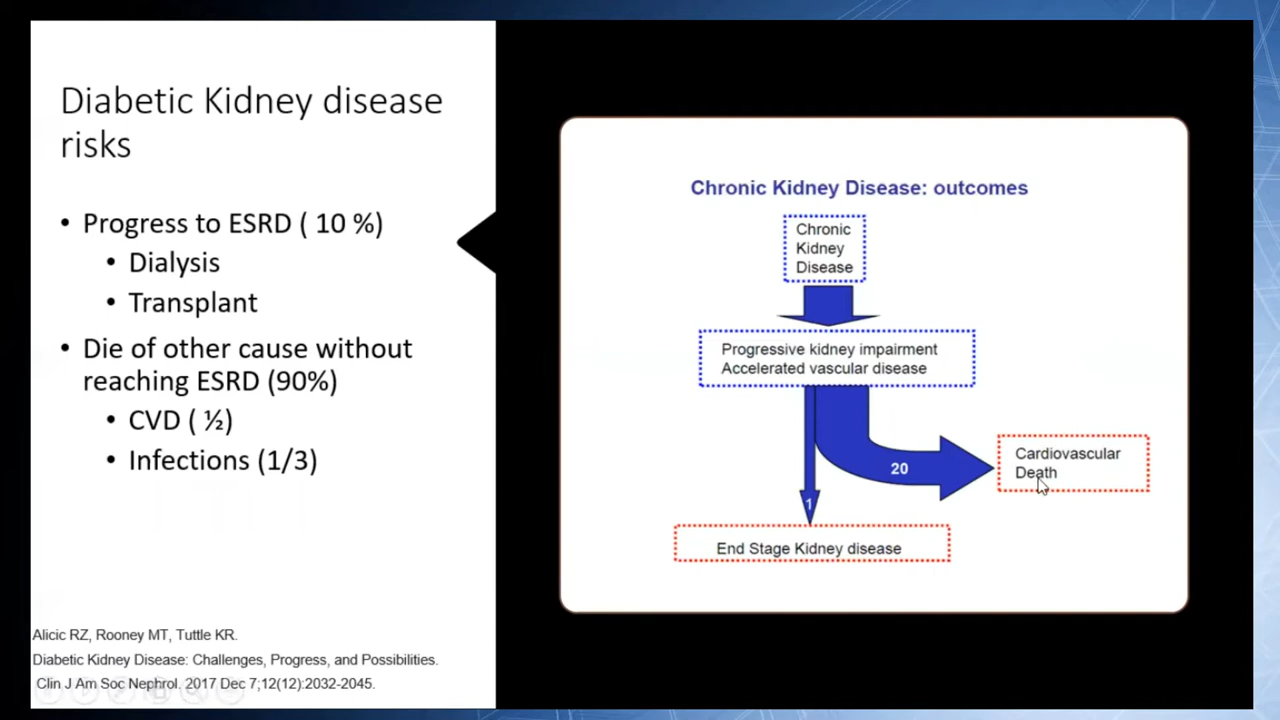 Diabetic Kidney disease
risks
• Progress to ESRD ( 10 %)
• Dialysis
• Transplant
• Die of other cause without
reaching ESRD (90%)
• CVD ( ½)
• Infections (1/3)
Alicic RZ, Rooney MT, Tuttle KR.
Diabetic Kidney Disease: Challenges, Progress, and Possibilities.
Clin J Am Soc Nephrol. 2017 Dec 7;12(12):2032-2045.
Chronic Kidney Disease: outcomes
Chronic
Kidney
Disease
Progressive kidney impairment
Accelerated vascular disease
20
Cardiovascular
Death
1
End Stage Kidney disease